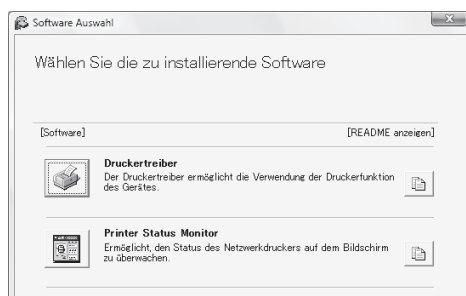 Software Auswahl
Wählen Sie die zu installierende Software
[Software] [README anzeigen]
Druckertreiber
Der Druckertreiber ermöglicht die Verwendung der Druckerfunktion
des Gerätes.
Printer Status Monitor
Ermöglicht, den Status des Netzwerkdruckers auf dem Bildschirm
zu überwachen.